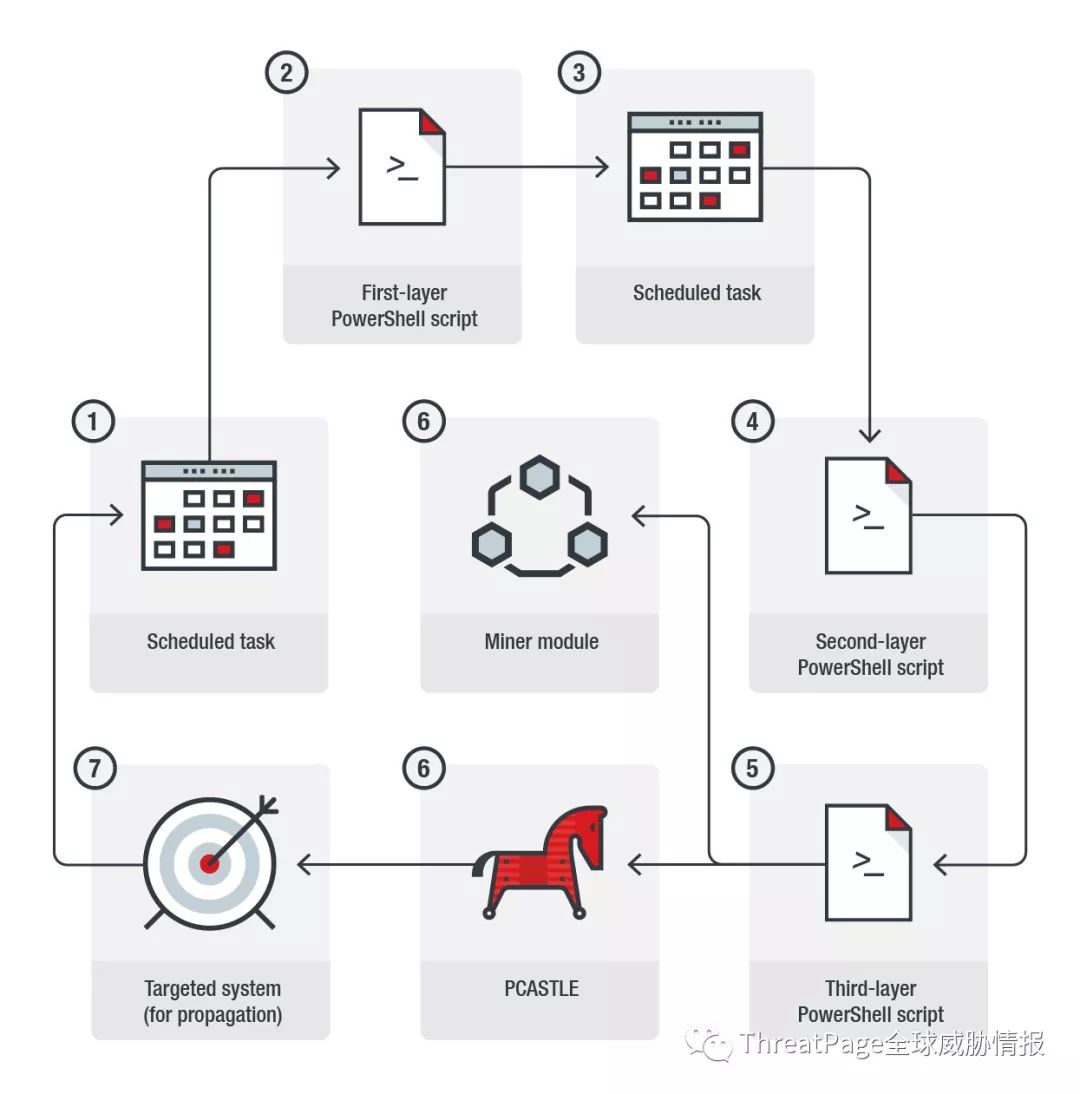 2
3
>_
First-layer
PowerShell script
Scheduled task
1
6
4
>_
Scheduled task
Miner module
Second-layer
PowerShell script
7
6
5
>_
Targeted system
(for propagation)
PCASTLE
Third-layer
PowerShell script
ThreatPage全球威胁情报